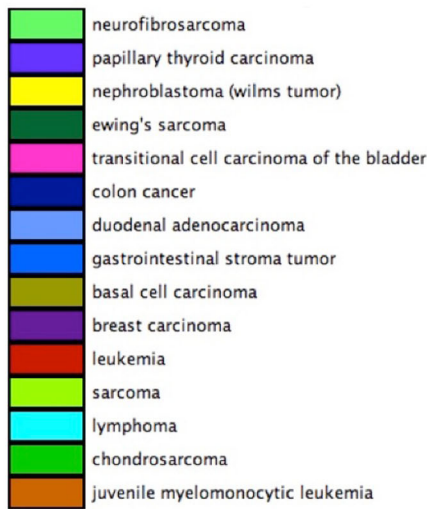 neurofibrosarcoma
papillary thyroid carcinoma
nephroblastoma (wilms tumor)
ewing's sarcoma
transitional cell carcinoma of the bladder
colon cancer
duodenal adenocarcinoma
gastrointestinal stroma tumor
basal cell carcinoma
breast carcinoma
leukemia
sarcoma
lymphoma
chondrosarcoma
juvenile myelomonocytic leukemia